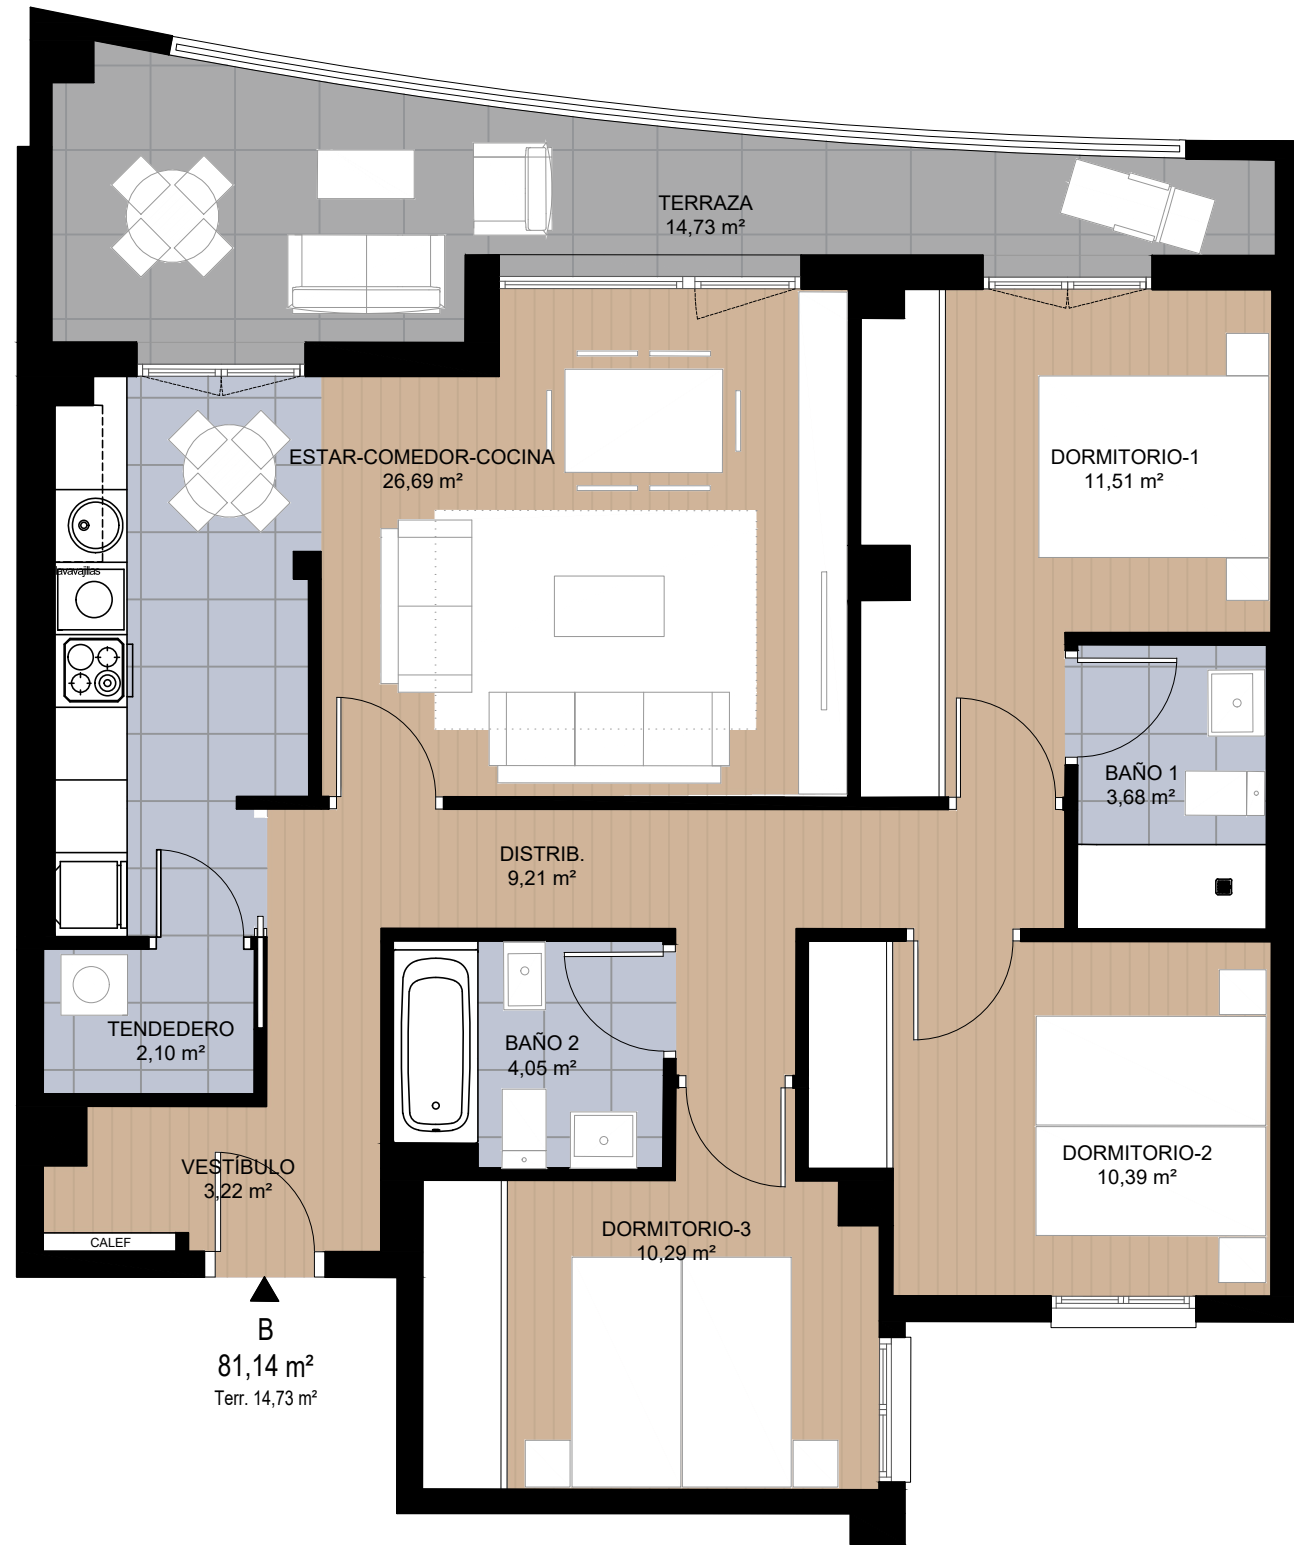 TERRAZA
14,73 m²
ESTAR-COMEDOR-COCINA
26,69 m²
DORMITORIO-1
11,51 m²
lavavajillas
BAÑO 1
3,68 m²
DISTRIB.
9,21 m²
TENDEDERO
2,10 m²
BAÑO 2
4,05 m²
VESTÍBULO
3,22 m²
DORMITORIO-2
10,39 m²
DORMITORIO-3
10,29 m²
CALEF
B
81,14 m²
Terr. 14,73 m²